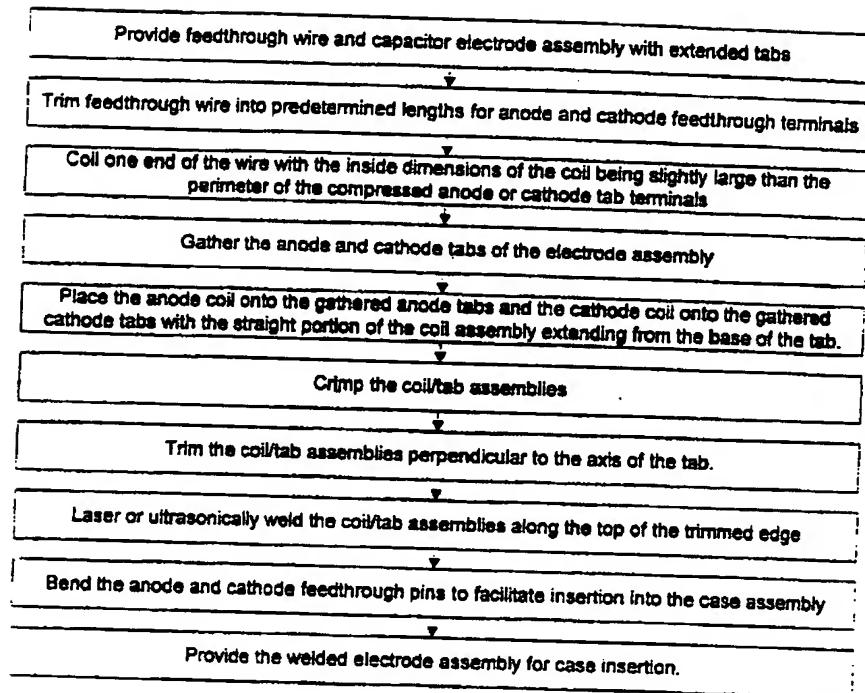 Provide feedthrough wire and capacitor electrode assembly with extended tabs
Trim feedthrough wire into predetermined lengths for anode and cathode feedthrough terminals
Coil one end of the wire with the inside dimensions of the coil being slightly large than the
perimeter of the compressed anode or cathode tab terminals
Gather the anode and cathode tabs of the electrode assembly
Place the anode coil onto the gathered anode tabs and the cathode coil onto the gathered
cathode tabs with the straight portion of the coil assembly extending from the base of the tab.
Crimp the coil/tab assemblies
Trim the coil/tab assemblies perpendicular to the axis of the tab.
Laser or ultrasonically weld the coil/tab assemblies along the top of the trimmed edge
Bend the anode and cathode feedthrough pins to facilitate insertion into the case assembly
Provide the welded electrode assembly for case insertion.